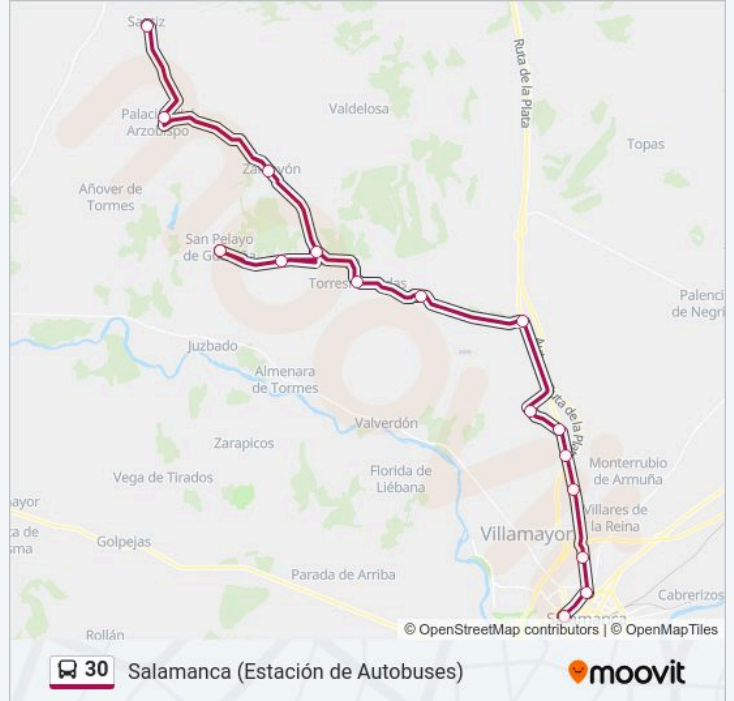 Ruta de la Plata
Valdelosa
Topas
Añover de
Tormes
San Pelayo
Palenci
de Negri
Juzbado
Almenara
de Tormes
Valverdón
Zarapicos
Florida de
Liébana
Vega de Tirados
Monterrubio
de Armuña
Villares de
la Reina
Villamayor
Golpejas
Parada de Arriba
Cabrerizos
Rollán
© OpenStreetMap contributors | © OpenMapTiles
30
Salamanca (Estación de Autobuses)
moovit